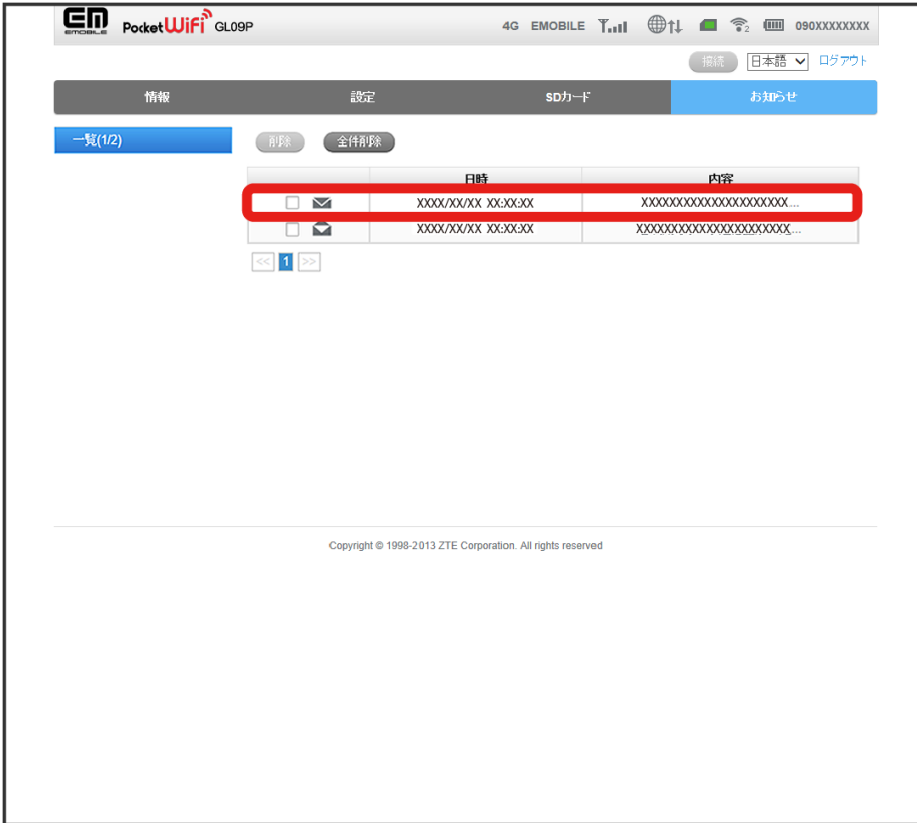 EM
EMOBILE
Pocket WiFi GL09P
4G EMOBILE 2 090XXXXXXXX
接続 日本語 ログアウト
情報 設定 SDカード お知らせ
一覧(1/2)
削除 全件削除
日時 内容
XXXX/XX/XX XX:XX:XX XXXXXXXXXXXXXXXXXXXXX...
XXXX/XX/XX XX:XX:XX XXXXXXXXXXXXXXXXXXXXXX...
<< 1 >>
Copyright © 1998-2013 ZTE Corporation. All rights reserved